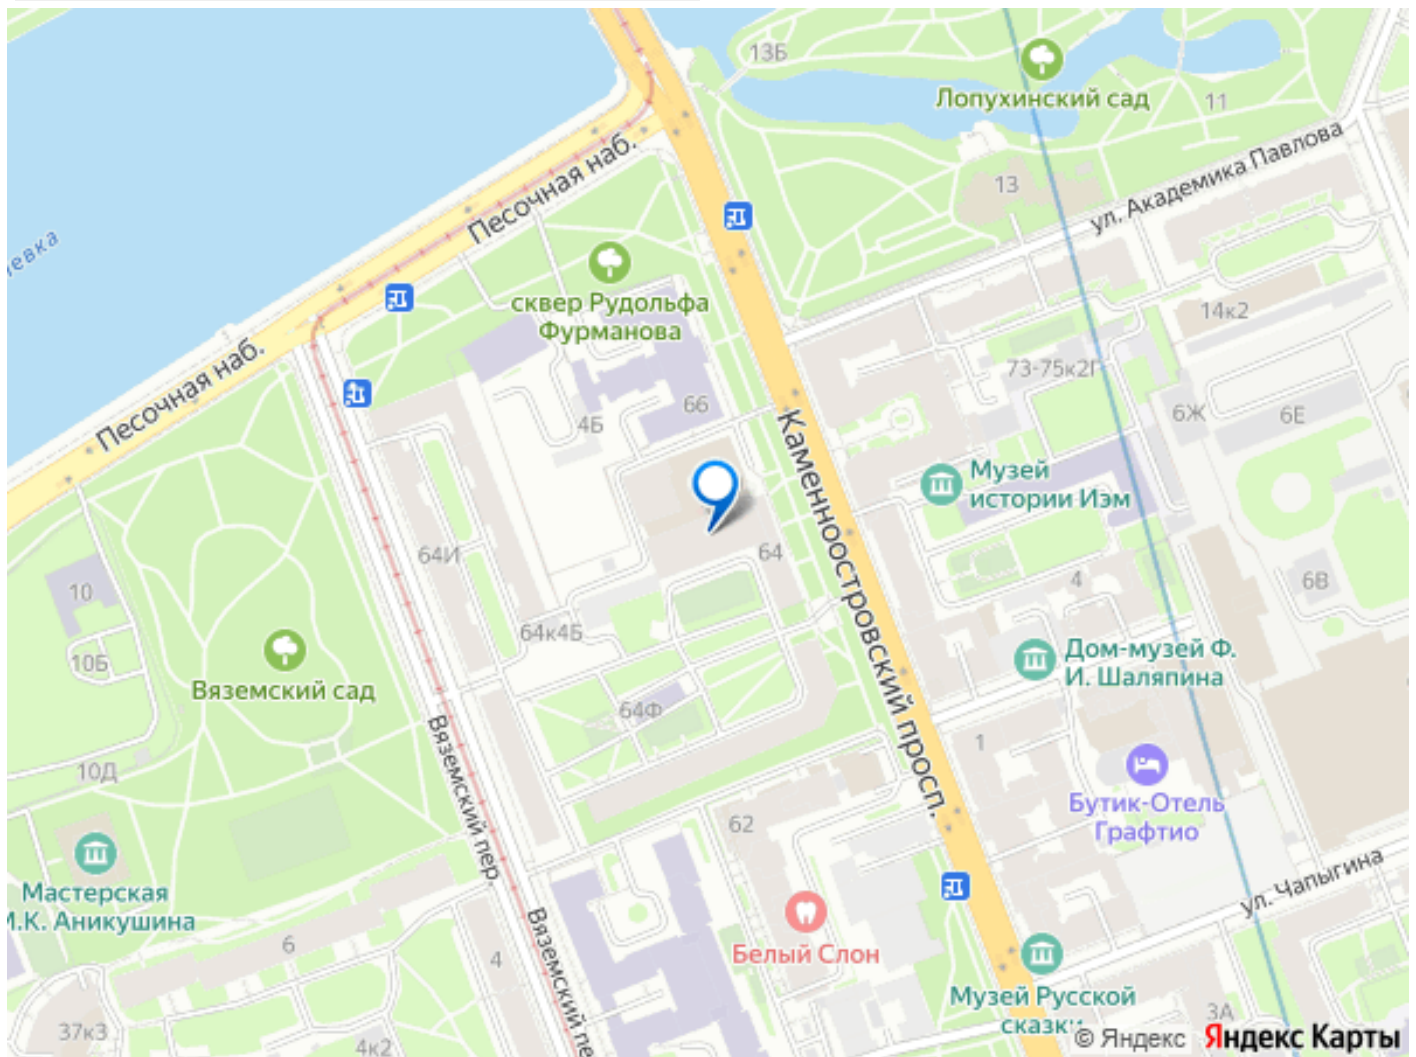 13Б
Лопухинский сад
11
ул. Академика Павлова
13
Песочная наб.
сквер Рудольфа
Фурманова
14к2
73-75к2Г
6Ж
6Е
66
4Б
Песочная наб.
Каменноостровский просп.
Музей
истории ИЭМ
64
64И
10
4
6В
64к4Б
10Б
Вяземский сад
Дом-музей Ф.
И. Шаляпина
64Ф
1
10Д
Вяземский пер.
Бутик-Отель
Графтио
62
ул. Чапыгина
Мастерская
М.К. Аникушина
Белый Слон
6
4
Вяземский пе
Музей Русской
сказки
3А
37к3
4к2
© Яндекс Яндекс Карты